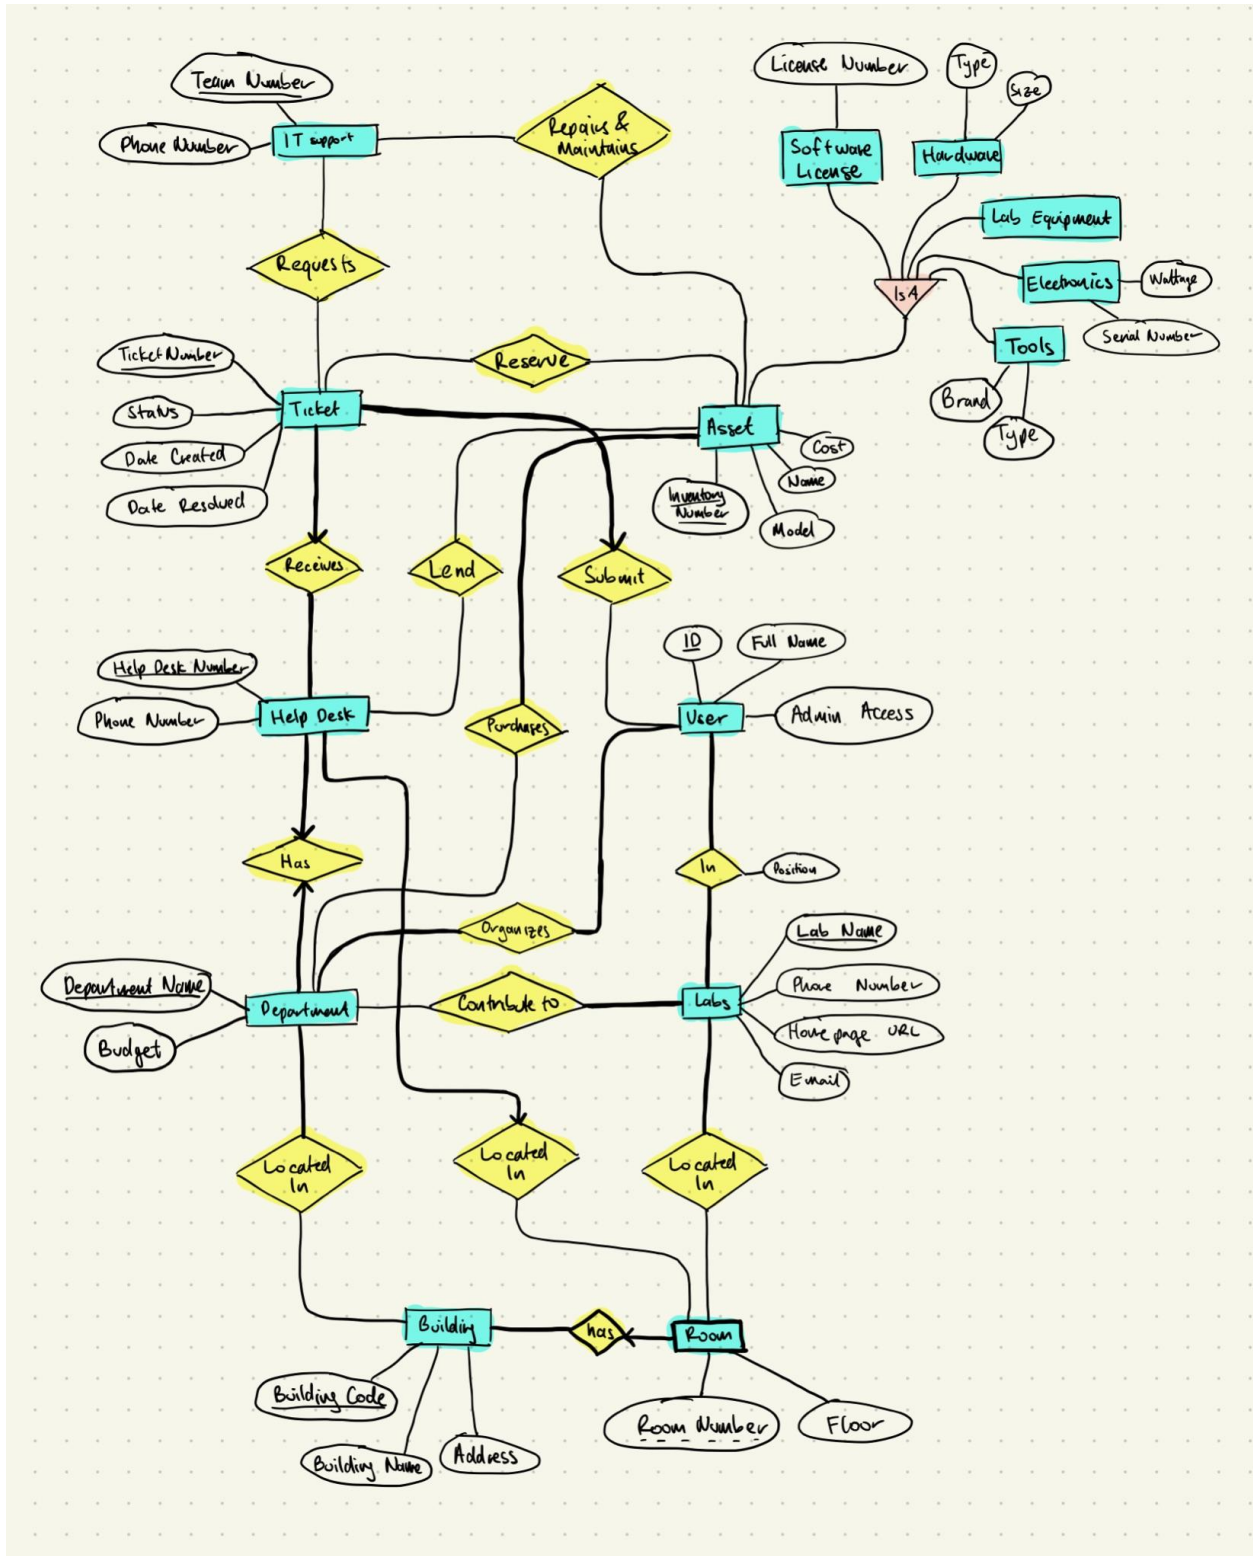 License Number
Type
Size
Team Number
Phone Number
IT support
Repairs &
Maintains
Software
License
Hardware
Lab Equipment
Requests
IsA
Electronics
Wattage
Serial Number
Tools
Brand
Type
Ticket Number
Reserve
Status
Ticket
Asset
Cost
Date Created
Name
Date Resolved
Inventory
Number
Model
Receives
Lend
Submit
ID
Full Name
Help Desk Number
Phone Number
Help Desk
Purchases
User
Admin Access
Has
In
Position
Organizes
Lab Name
Department Name
Phone Number
Department
Contribute to
Labs
Home page URL
Budget
Email
Located
In
Located
In
Located
In
Building
has
Room
Building Code
Room Number
Floor
Building Name
Address